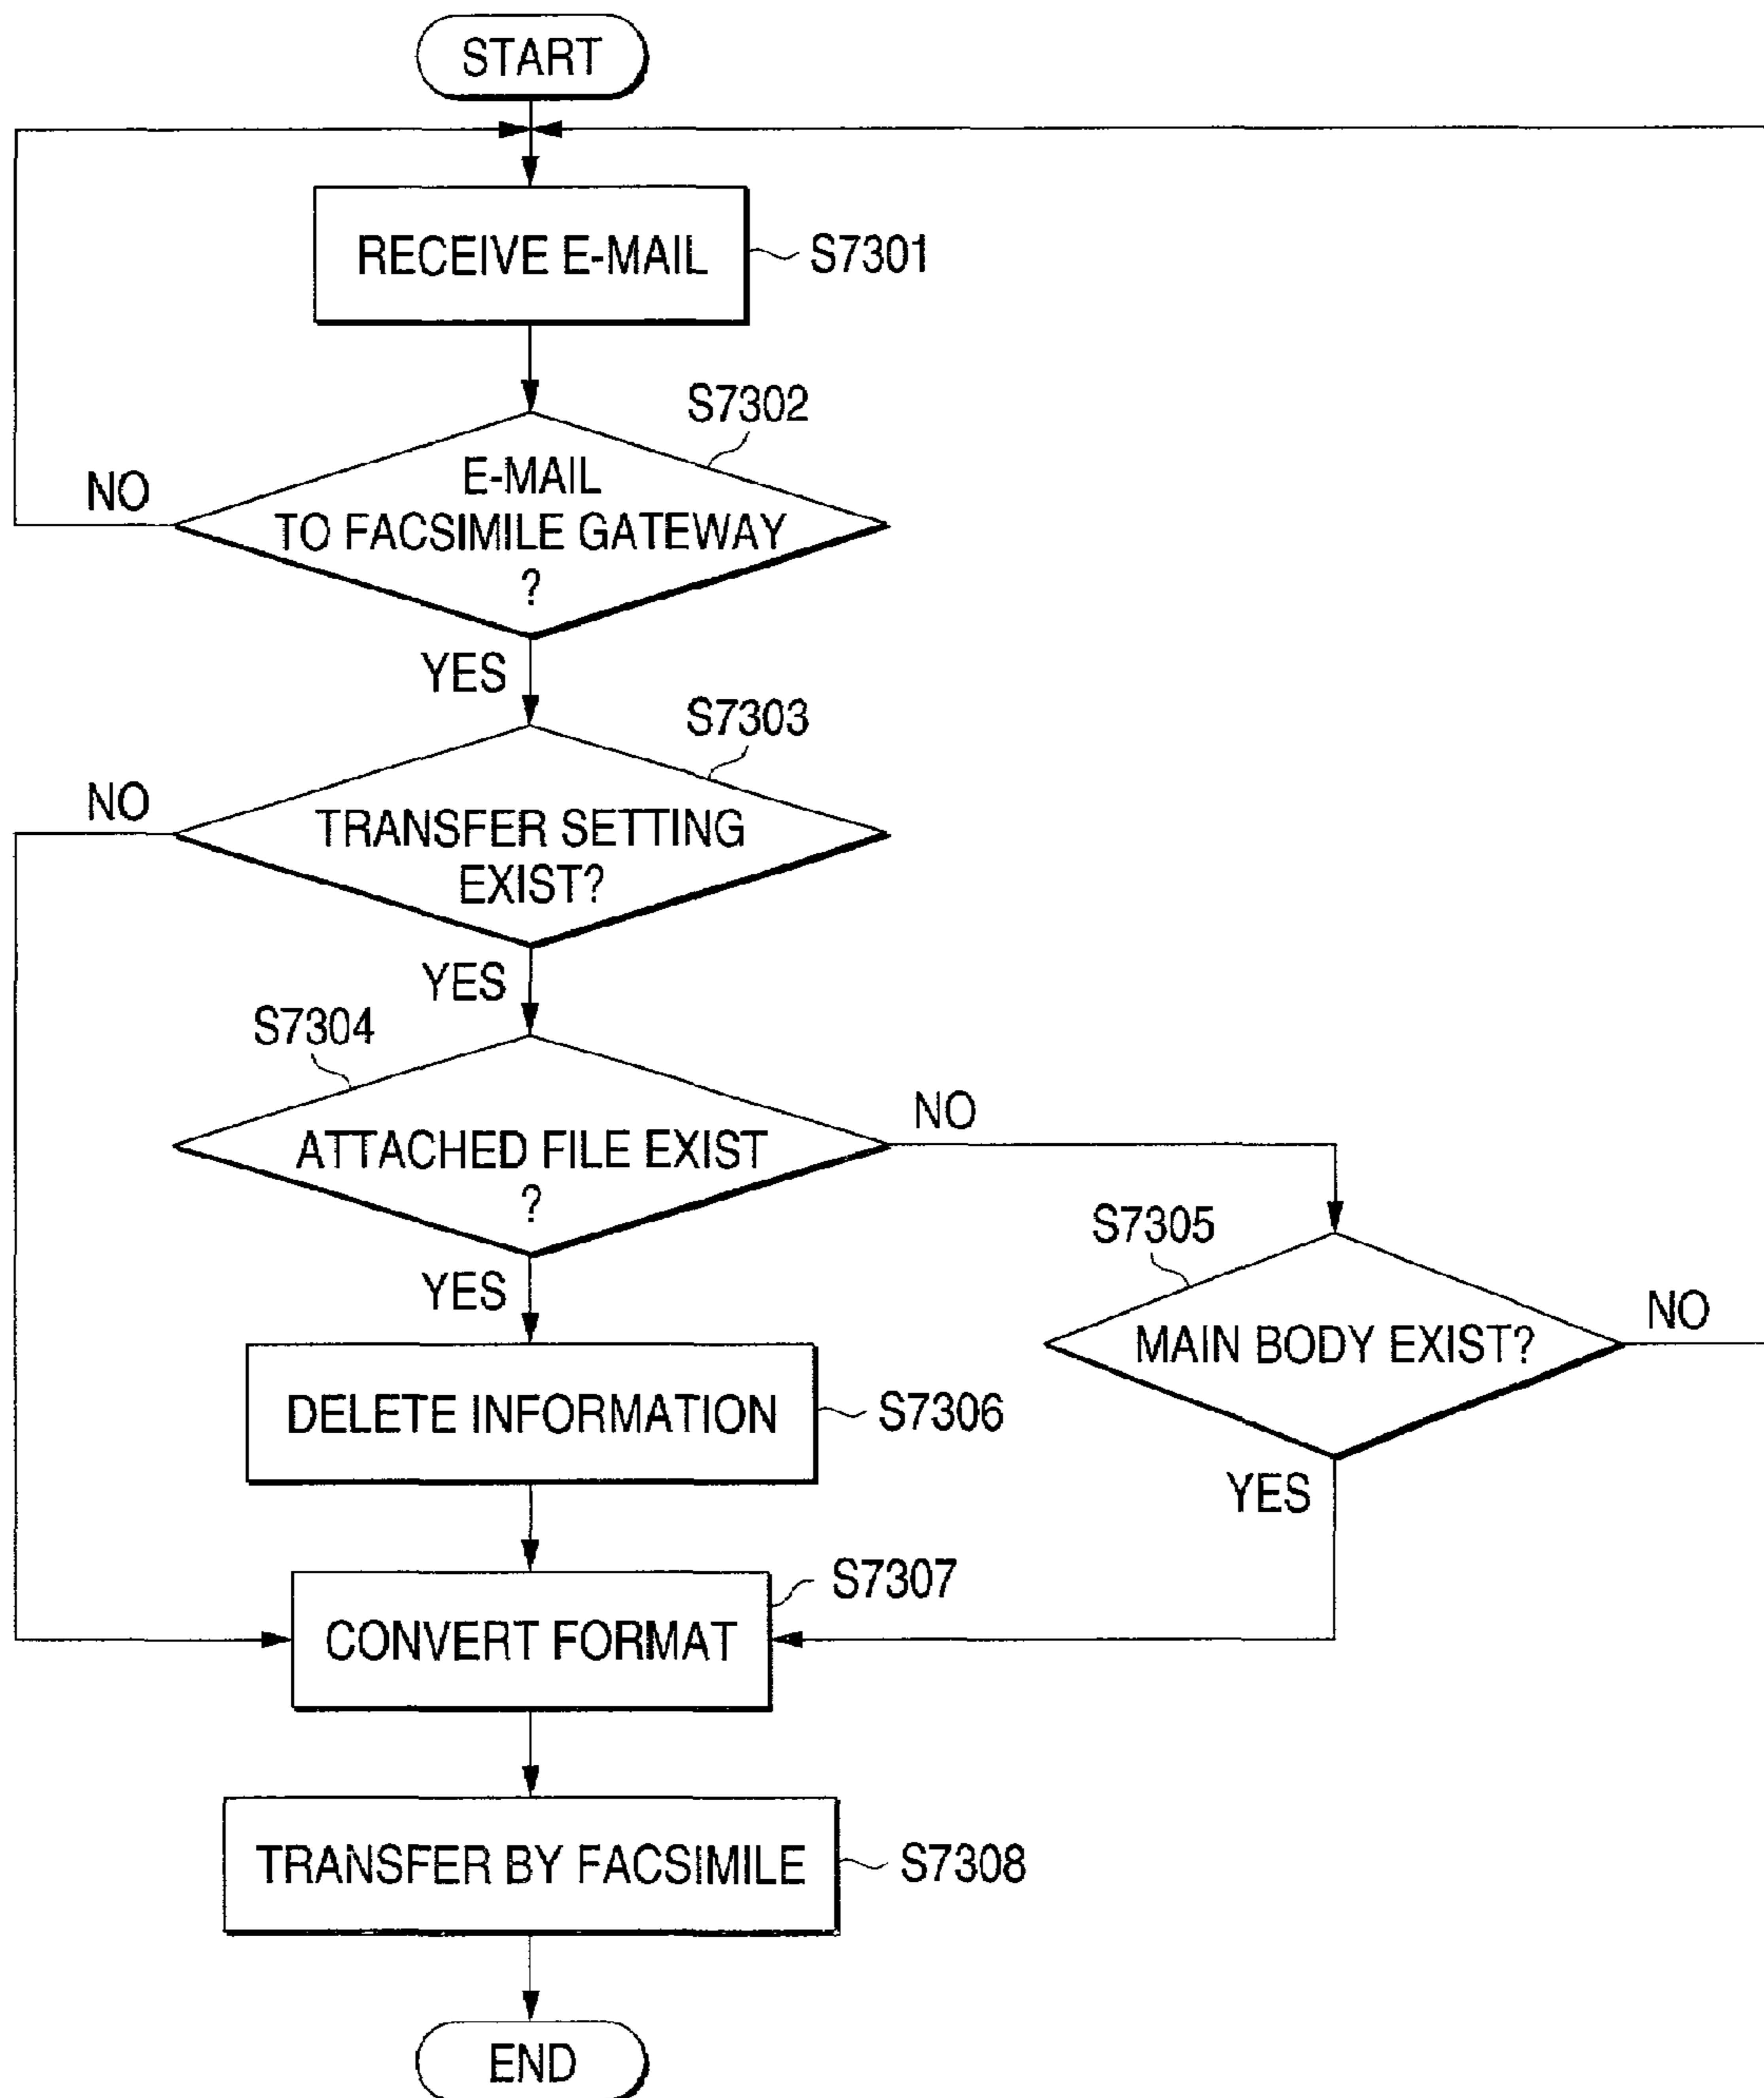 START
RECEIVE E-MAIL
S7301
S7302
E-MAIL
TO FACSIMILE GATEWAY
?
NO
YES
S7303
TRANSFER SETTING
EXIST?
NO
YES
S7304
ATTACHED FILE EXIST
?
NO
YES
S7305
MAIN BODY EXIST?
NO
YES
DELETE INFORMATION
S7306
CONVERT FORMAT
S7307
TRANSFER BY FACSIMILE
S7308
END